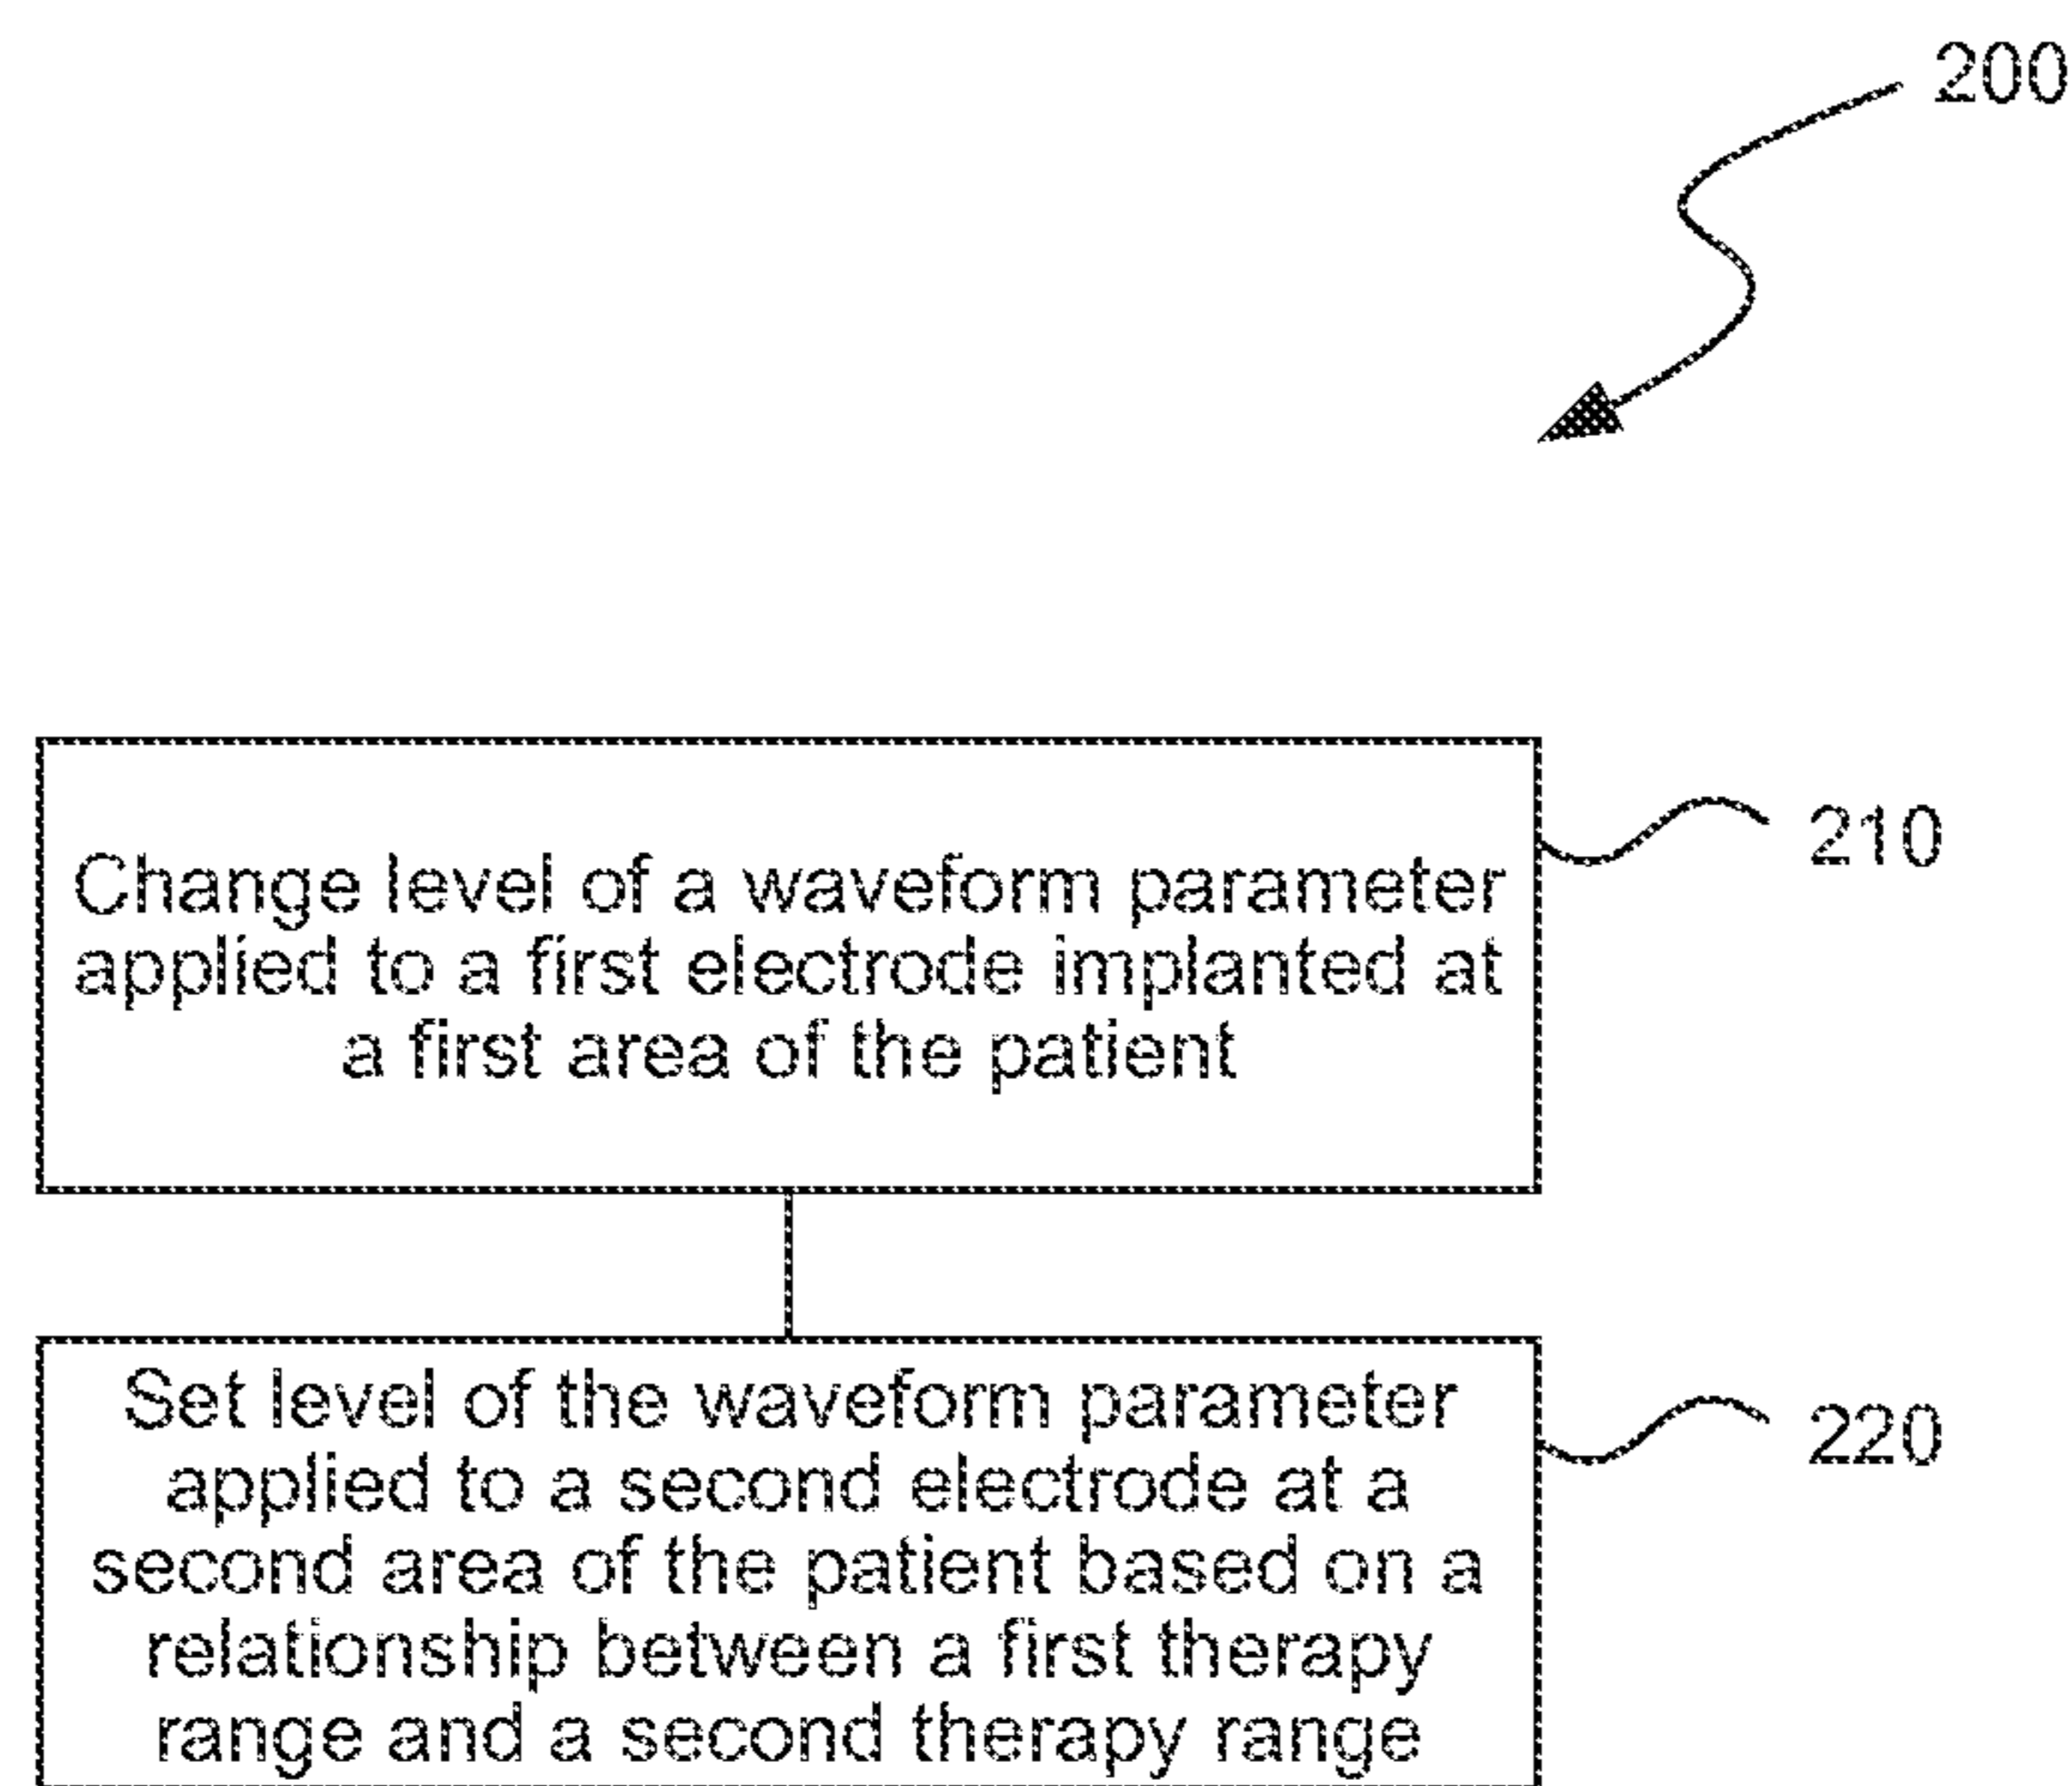 200
Change level of a waveform parameter
applied to a first electrode implanted at
a first area of the patient
210
Set level of the waveform parameter
applied to a second electrode at a
second area of the patient based on a
relationship between a first therapy
range and a second therapy range
220